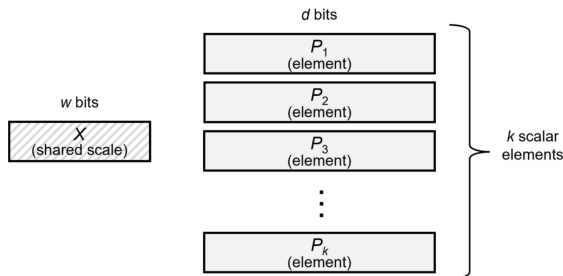 d bits
P1
(element)
P2
(element)
w bits
X
(shared scale)
P3
(element)
k scalar
elements
Pk
(element)